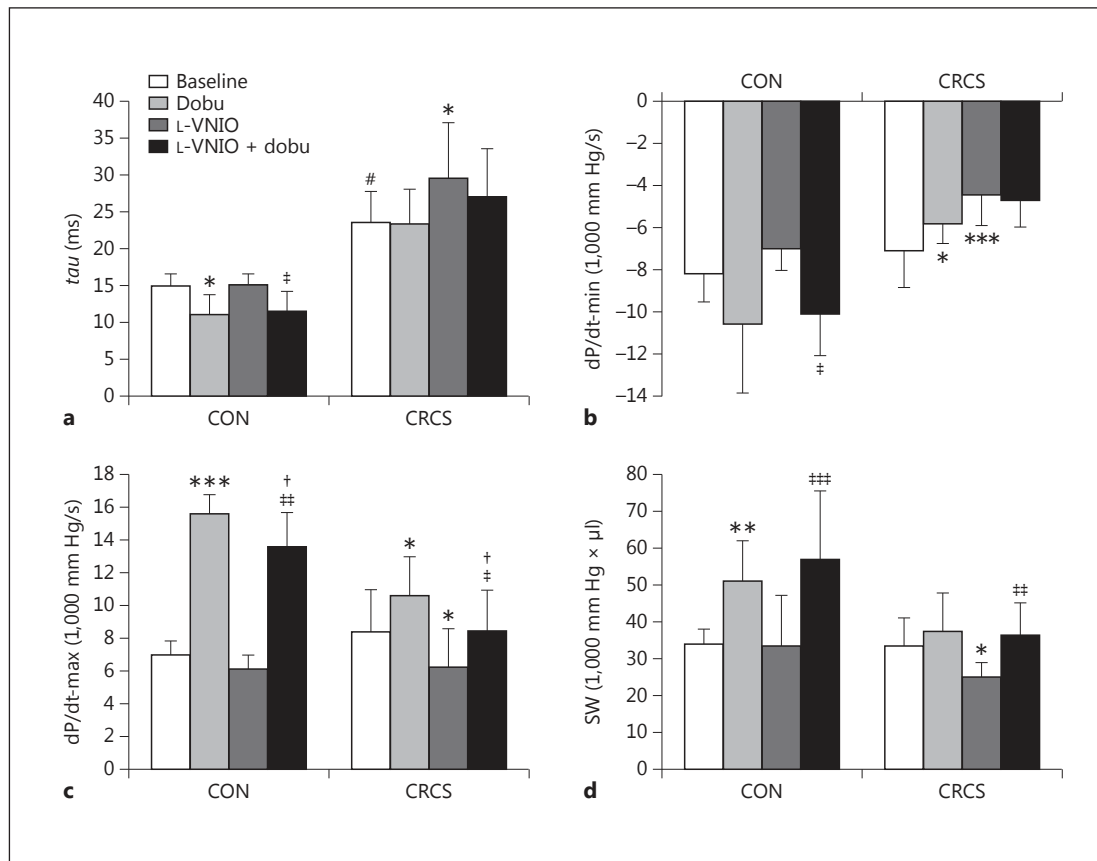 Baseline
Dobu
L-VNIO
L-VNIO + dobu
40
35
30
25
20
15
10
5
0
tau (ms)
*
‡
#
*
CON
CRCS
a
CON
CRCS
0
–2
–4
–6
–8
–10
–12
–14
dP/dt-min (1,000 mm Hg/s)
‡
*
***
b
18
16
14
12
10
8
6
4
2
0
dP/dt-max (1,000 mm Hg/s)
***
†
‡‡
*
*
†
‡
CON
CRCS
c
80
70
60
50
40
30
20
10
0
SW (1,000 mm Hg × µl)
**
‡‡‡
*
‡‡
CON
CRCS
d